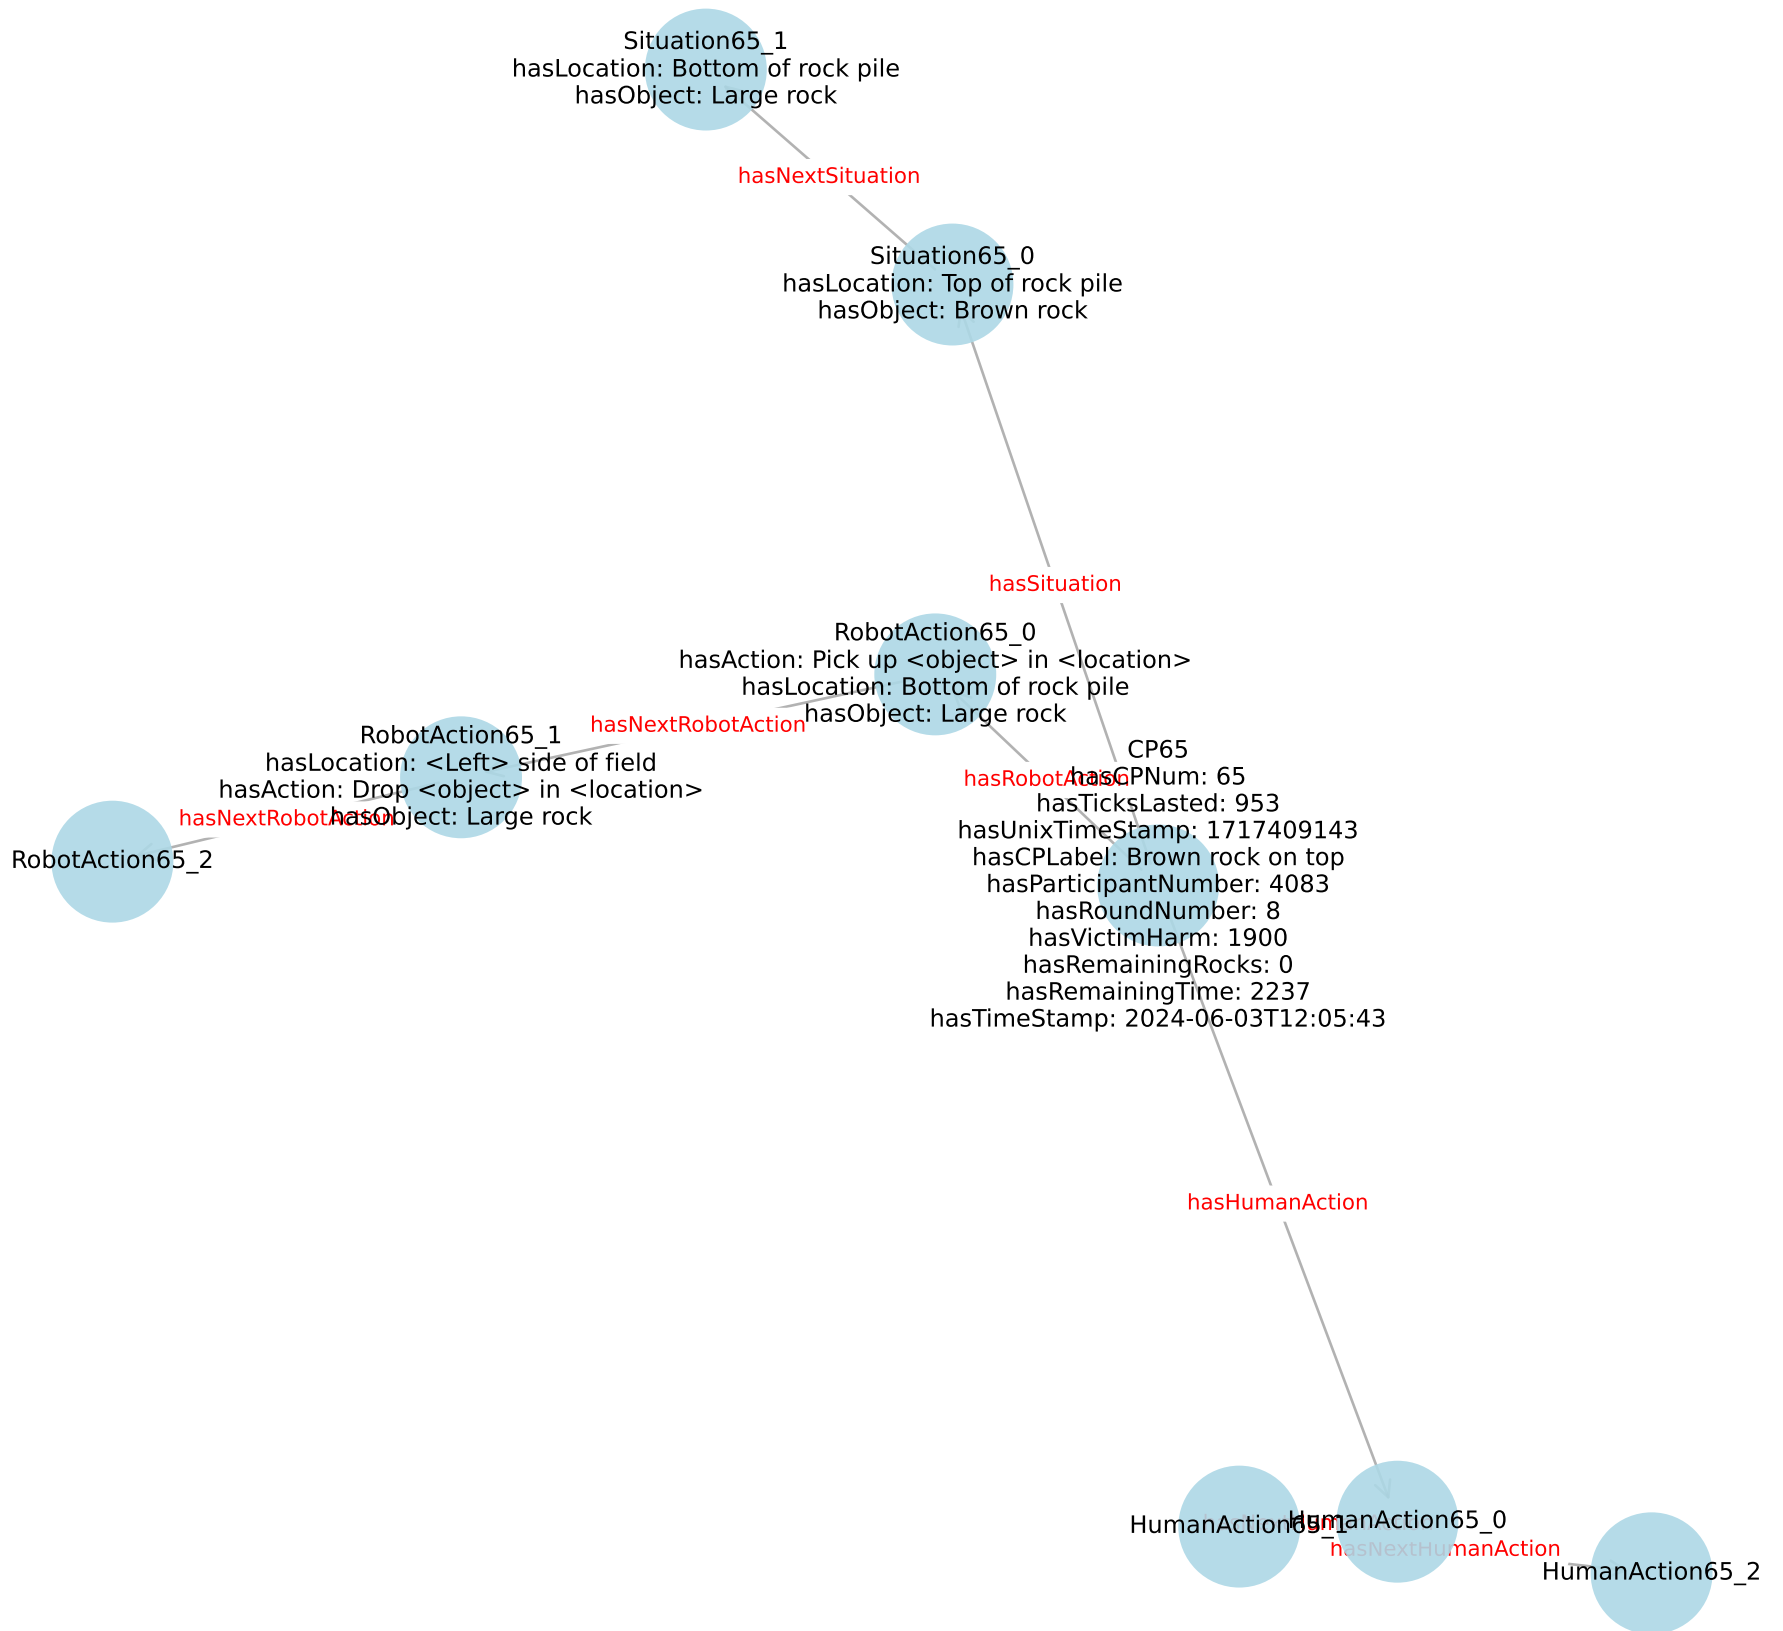 Situation65_1
hasLocation: Bottom of rock pile
hasObject: Large rock
hasNextSituation
Situation65_0
hasLocation: Top of rock pile
hasObject: Brown rock
hasSituation
RobotAction65_0
hasAction: Pick up <object> in <location>
hasLocation: Bottom of rock pile
hasObject: Large rock
hasNextRobotAction
RobotAction65_1
hasLocation: <Left> side of field
hasAction: Drop <object> in <location>
hasObject: Large rock
hasNextRobotAction
RobotAction65_2
hasRobotAction
CP65
hasCPNum: 65
hasTicksLasted: 953
hasUnixTimeStamp: 1717409143
hasCPLabel: Brown rock on top
hasParticipantNumber: 4083
hasRoundNumber: 8
hasVictimHarm: 1900
hasRemainingRocks: 0
hasRemainingTime: 2237
hasTimeStamp: 2024-06-03T12:05:43
hasHumanAction
HumanAction65_1
HumanAction65_0
hasNextHumanAction
HumanAction65_2